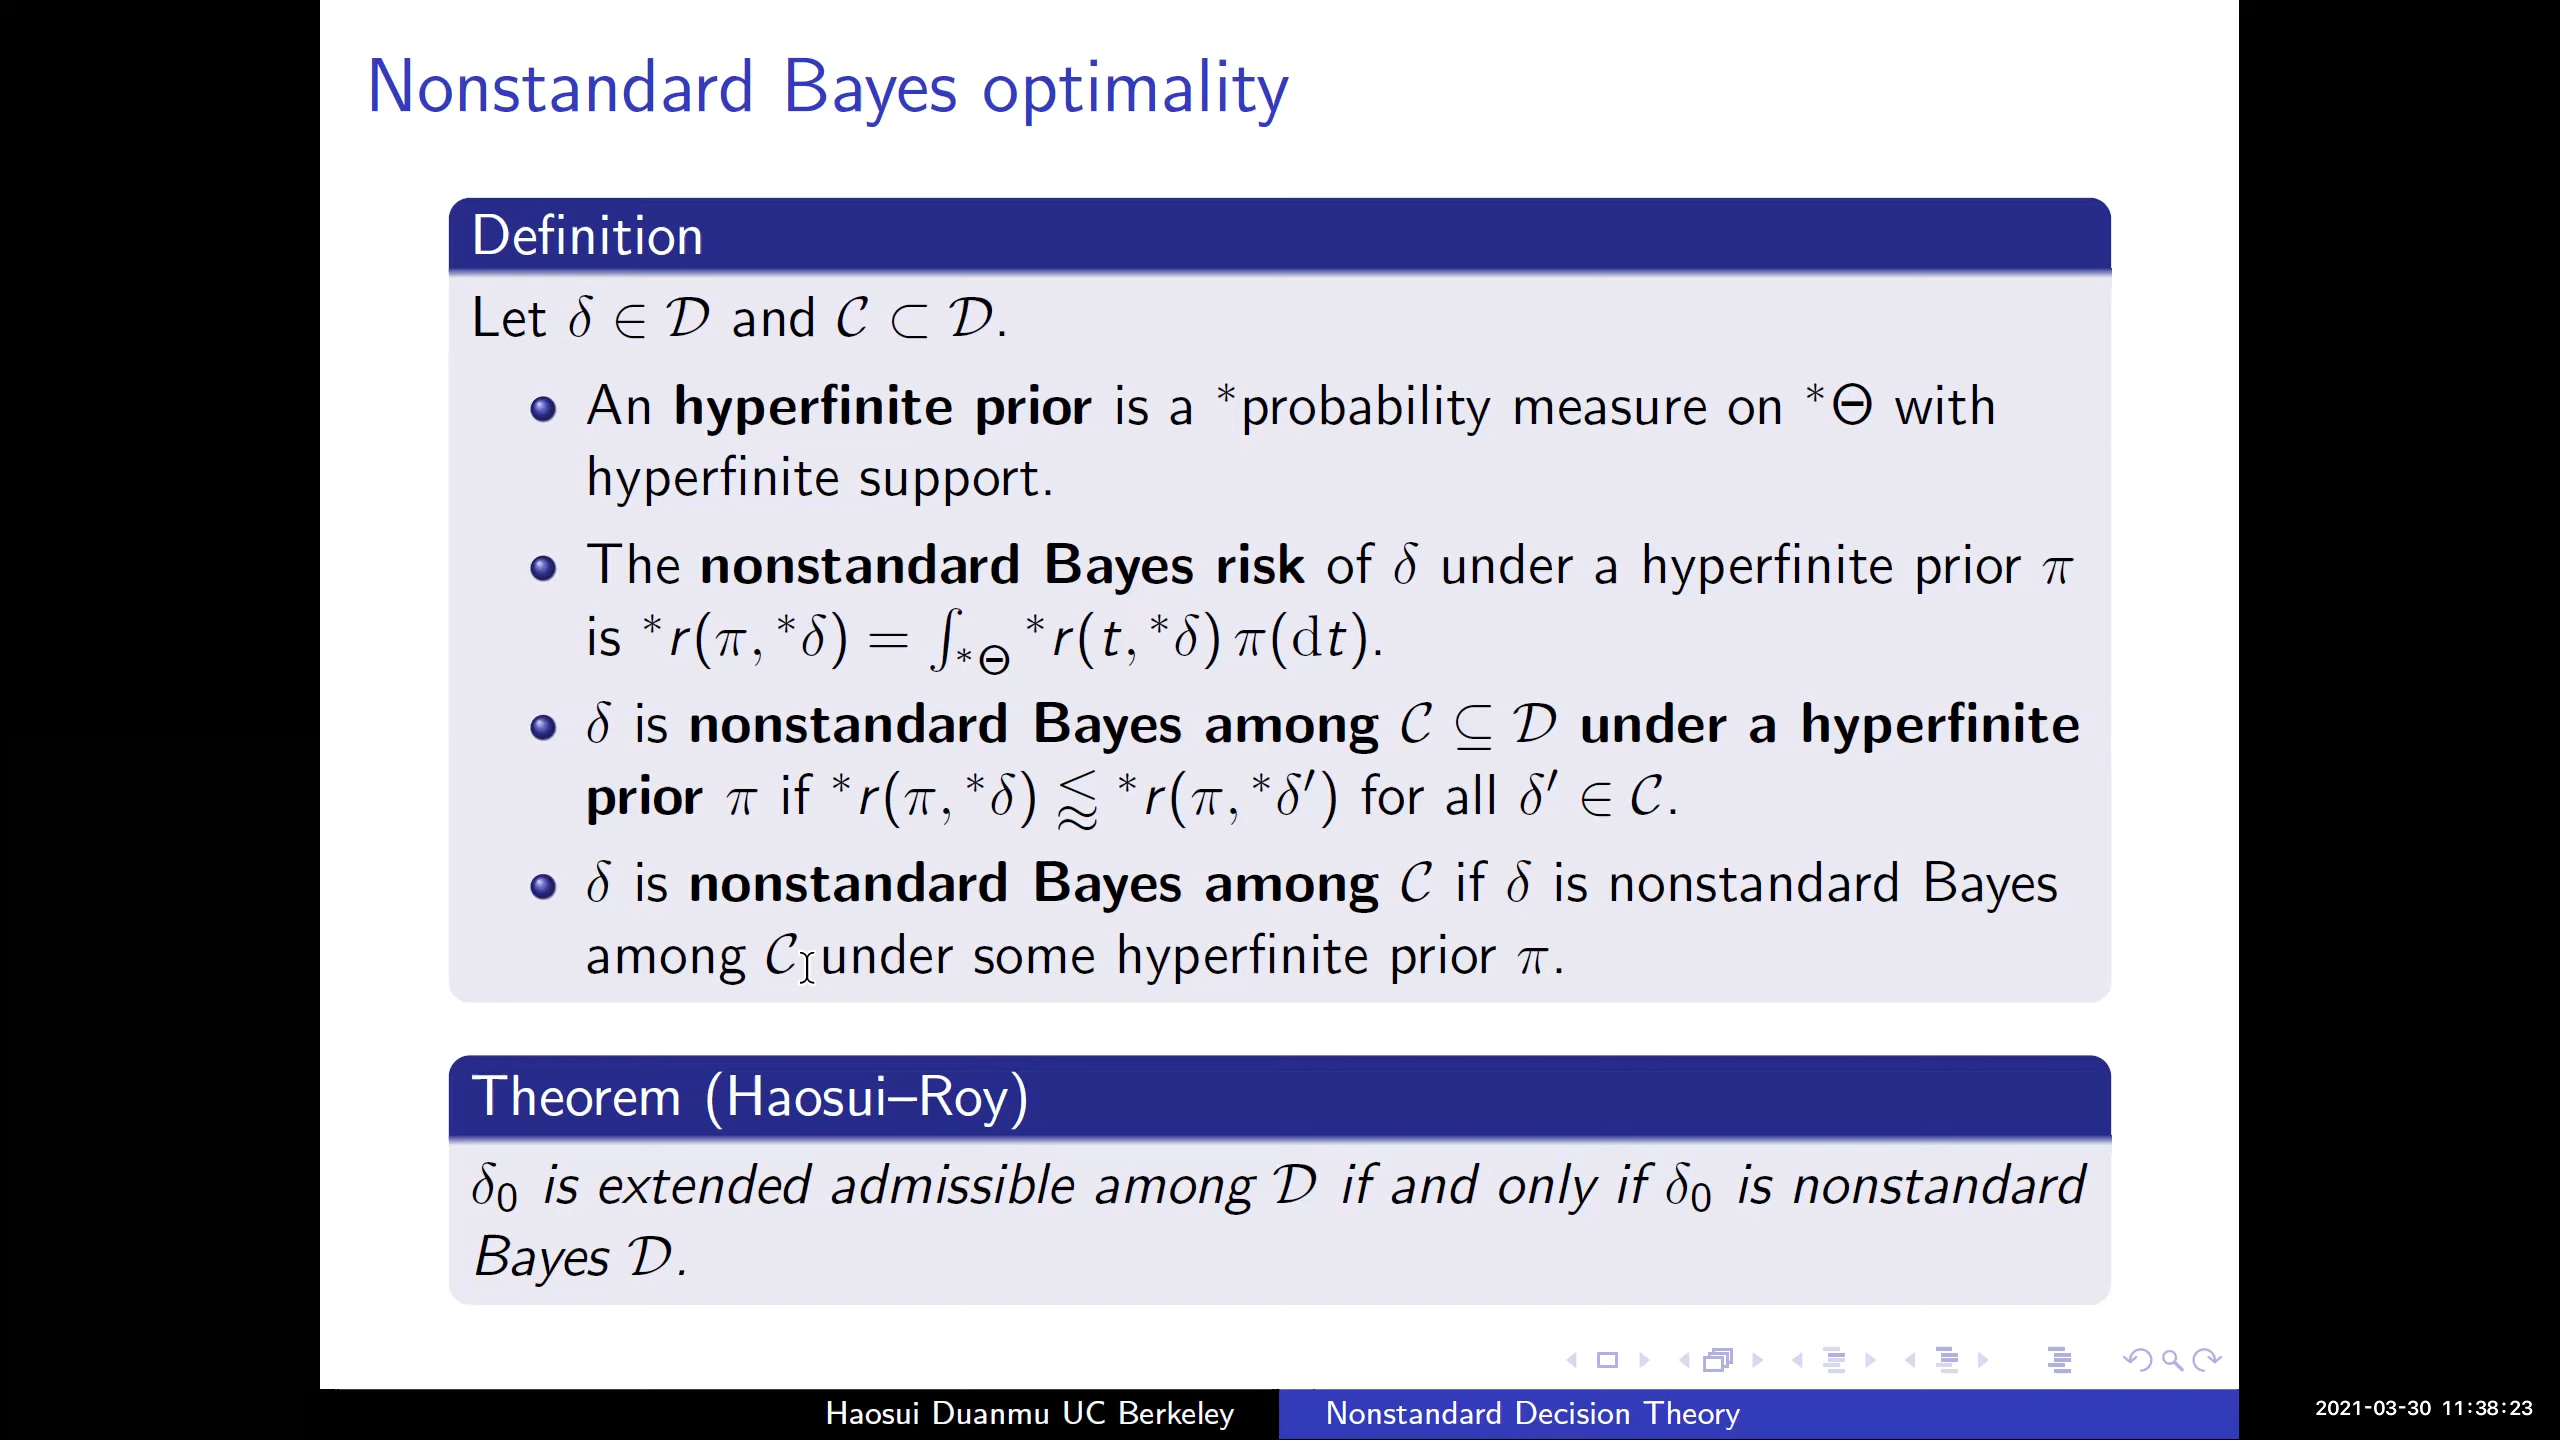 Nonstandard Bayes optimality
Definition
Let δ ∈ 𝒟 and 𝒞 ⊂ 𝒟.
An hyperfinite prior is a *probability measure on *Θ with
hyperfinite support.
The nonstandard Bayes risk of δ under a hyperfinite prior π
is *r(π, *δ) = ∫_{*Θ} *r(t, *δ) π(dt).
δ is nonstandard Bayes among 𝒞 ⊆ 𝒟 under a hyperfinite
prior π if *r(π, *δ) ⪅ *r(π, *δ′) for all δ′ ∈ 𝒞.
δ is nonstandard Bayes among 𝒞 if δ is nonstandard Bayes
among 𝒞 under some hyperfinite prior π.
Theorem (Haosui–Roy)
δ₀ is extended admissible among 𝒟 if and only if δ₀ is nonstandard
Bayes 𝒟.
Haosui Duanmu UC Berkeley
Nonstandard Decision Theory
2021-03-30 11:38:23